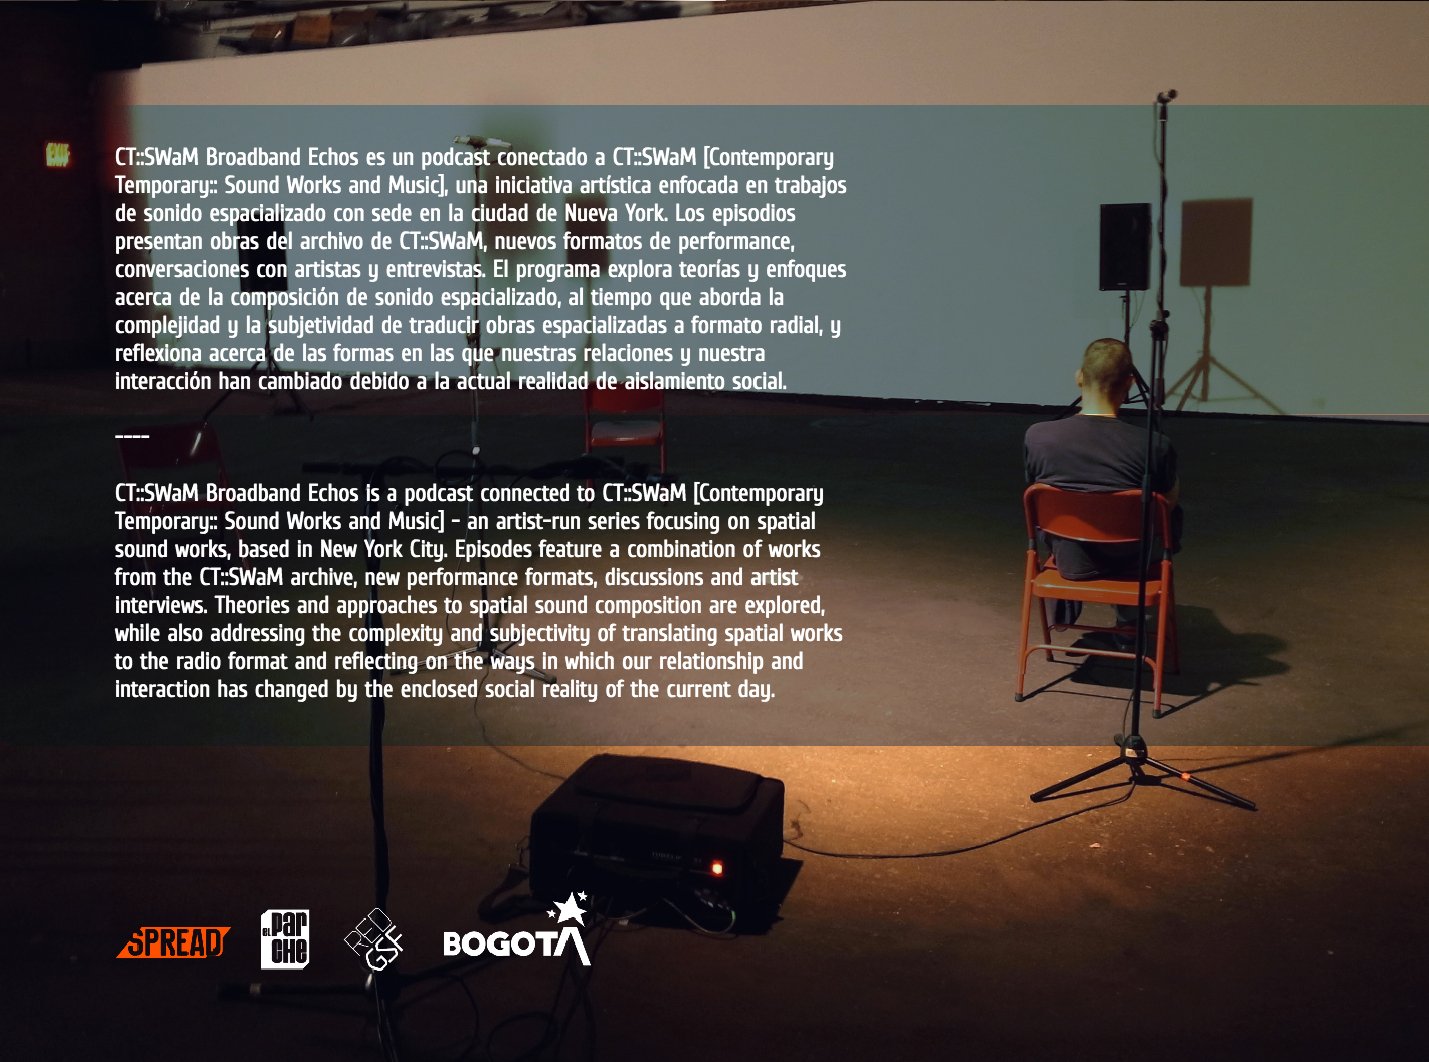 EXIT
CT::SWaM Broadband Echos es un podcast conectado a CT::SWaM [Contemporary
Temporary:: Sound Works and Music], una iniciativa artística enfocada en trabajos
de sonido espacializado con sede en la ciudad de Nueva York. Los episodios
presentan obras del archivo de CT::SWaM, nuevos formatos de performance,
conversaciones con artistas y entrevistas. El programa explora teorías y enfoques
acerca de la composición de sonido espacializado, al tiempo que aborda la
complejidad y la subjetividad de traducir obras espacializadas a formato radial, y
reflexiona acerca de las formas en las que nuestras relaciones y nuestra
interacción han cambiado debido a la actual realidad de aislamiento social.
----
CT::SWaM Broadband Echos is a podcast connected to CT::SWaM [Contemporary
Temporary:: Sound Works and Music] - an artist-run series focusing on spatial
sound works, based in New York City. Episodes feature a combination of works
from the CT::SWaM archive, new performance formats, discussions and artist
interviews. Theories and approaches to spatial sound composition are explored,
while also addressing the complexity and subjectivity of translating spatial works
to the radio format and reflecting on the ways in which our relationship and
interaction has changed by the enclosed social reality of the current day.
SPREAD
EL PARCHE
RED GSF
BOGOTA